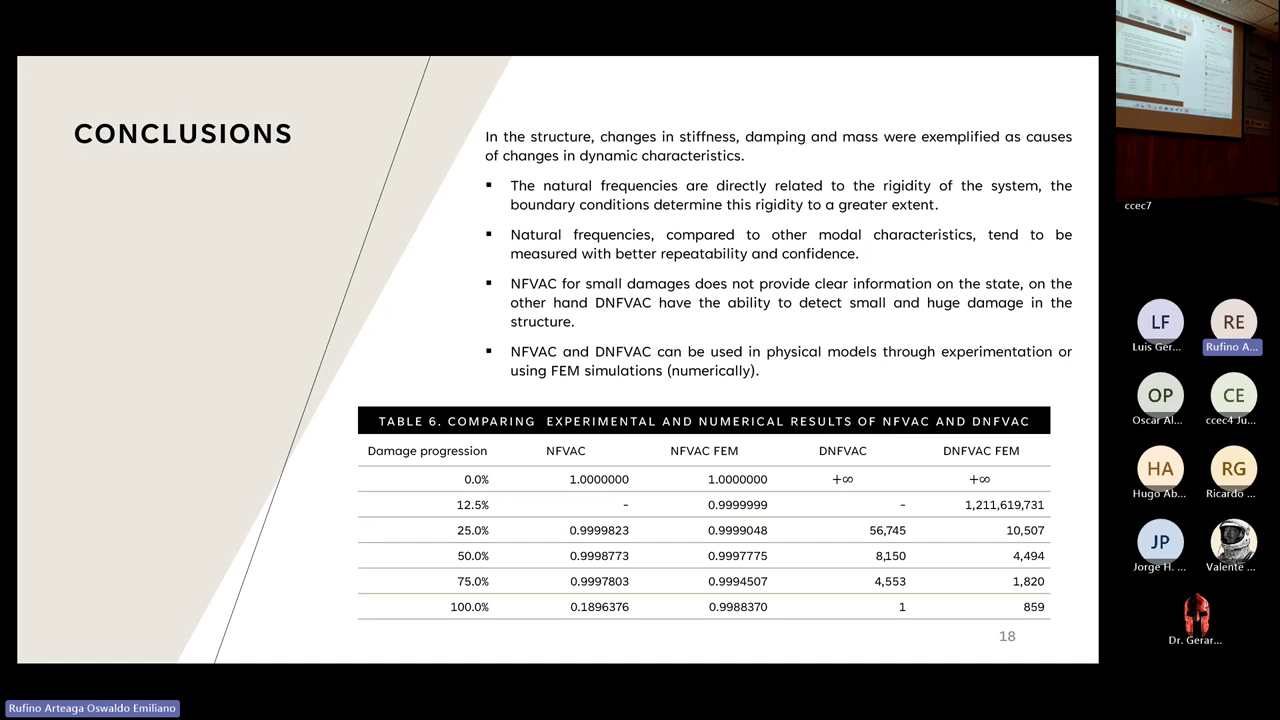 CONCLUSIONS
In the structure, changes in stiffness, damping and mass were exemplified as causes
of changes in dynamic characteristics.
▪ The natural frequencies are directly related to the rigidity of the system, the
boundary conditions determine this rigidity to a greater extent.
▪ Natural frequencies, compared to other modal characteristics, tend to be
measured with better repeatability and confidence.
▪ NFVAC for small damages does not provide clear information on the state, on the
other hand DNFVAC have the ability to detect small and huge damage in the
structure.
▪ NFVAC and DNFVAC can be used in physical models through experimentation or
using FEM simulations (numerically).
TABLE 6. COMPARING EXPERIMENTAL AND NUMERICAL RESULTS OF NFVAC AND DNFVAC
Damage progression NFVAC NFVAC FEM DNFVAC DNFVAC FEM
0.0% 1.0000000 1.0000000 +∞ +∞
12.5% - 0.9999999 - 1,211,619,731
25.0% 0.9999823 0.9999048 56,745 10,507
50.0% 0.9998773 0.9997775 8,150 4,494
75.0% 0.9997803 0.9994507 4,553 1,820
100.0% 0.1896376 0.9988370 1 859
18
ccec7
LF RE
Luis Ger... Rufino A...
OP CE
Oscar Al... ccec4 Ju...
HA RG
Hugo Ab... Ricardo ...
JP
Jorge H. ... Valente ...
Dr. Gerar...
Rufino Arteaga Oswaldo Emiliano